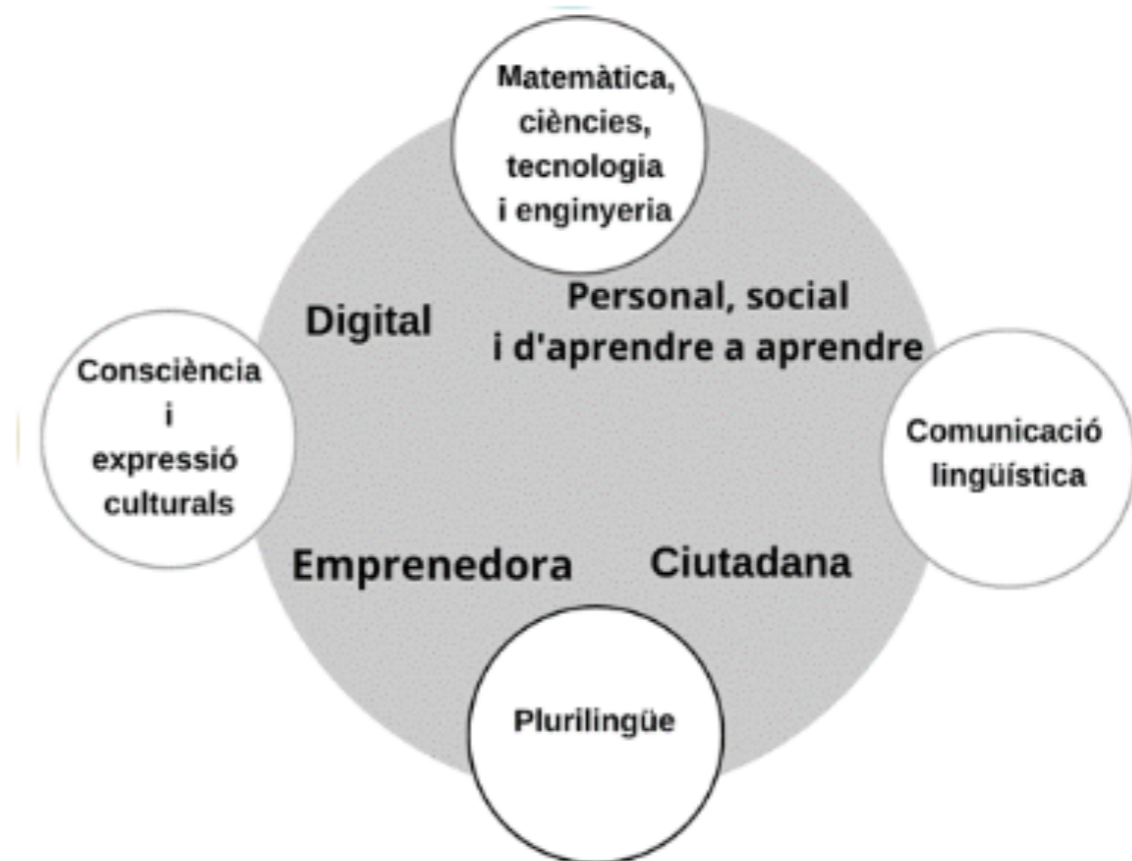 Matemàtica,
ciències,
tecnologia
i enginyeria
Digital
Personal, social
i d'aprendre a aprendre
Consciència
i
expressió
culturals
Comunicació
lingüística
Emprenedora
Ciutadana
Plurilingüe